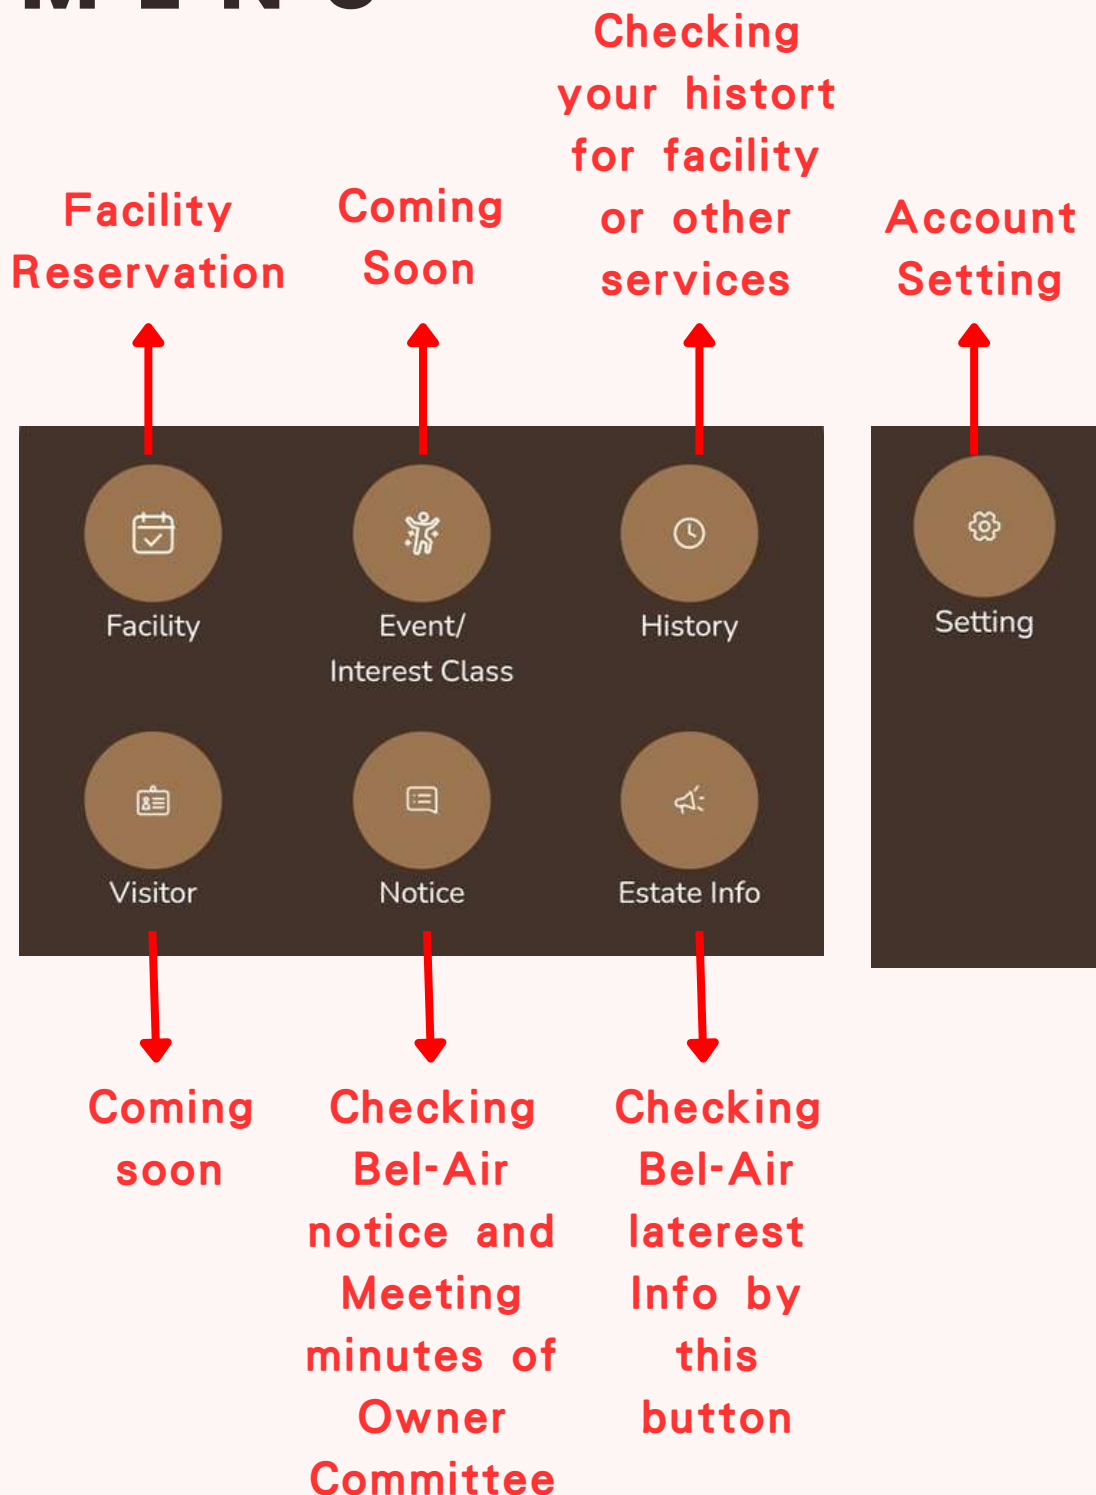 MENU
Checking
your histort
for facility
or other
services
Facility
Reservation
Coming
Soon
Account
Setting
Facility
Event/
Interest Class
History
Setting
Visitor
Notice
Estate Info
Coming
soon
Checking
Bel-Air
notice and
Meeting
minutes of
Owner
Committee
Checking
Bel-Air
laterest
Info by
this
button